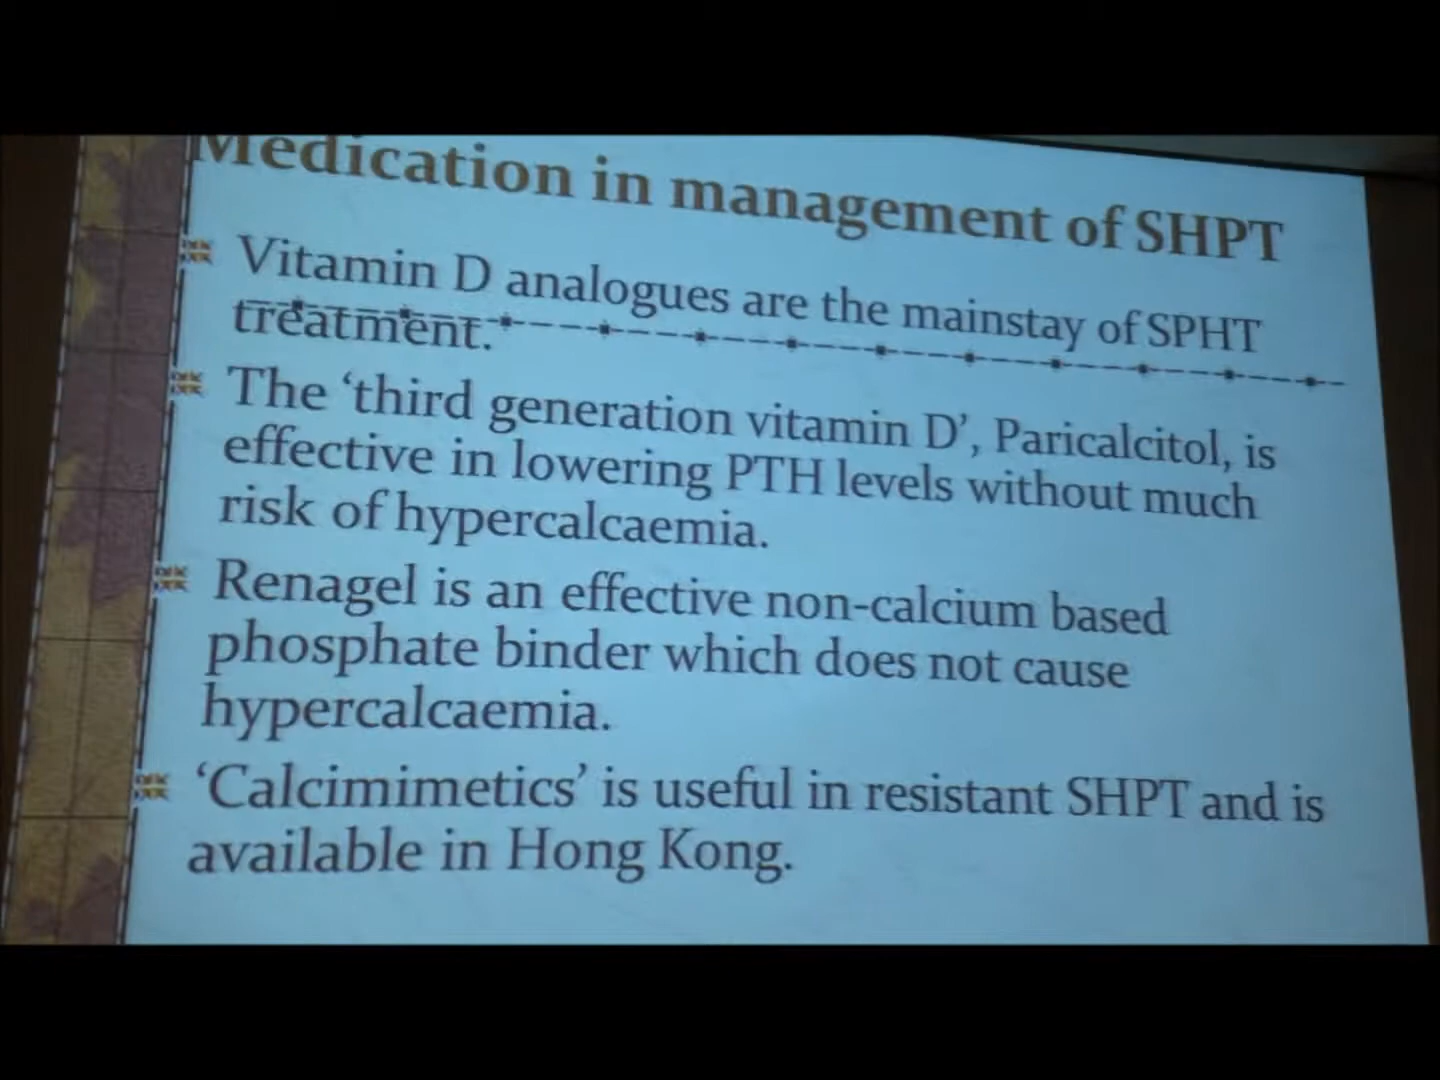 Medication in management of SHPT
Vitamin D analogues are the mainstay of SPHT
treatment.
The ‘third generation vitamin D’, Paricalcitol, is
effective in lowering PTH levels without much
risk of hypercalcaemia.
Renagel is an effective non-calcium based
phosphate binder which does not cause
hypercalcaemia.
‘Calcimimetics’ is useful in resistant SHPT and is
available in Hong Kong.